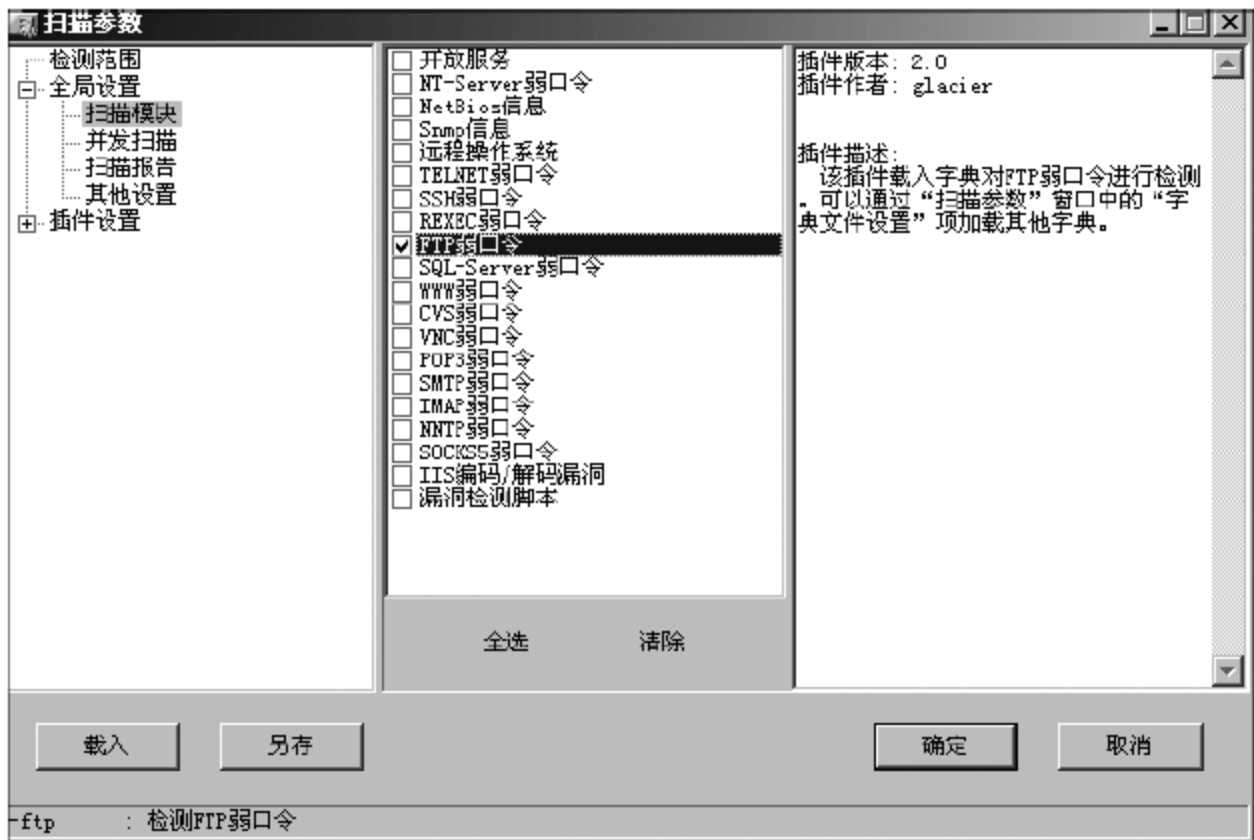 扫描参数
检测范围
全局设置
扫描模块
并发扫描
扫描报告
其他设置
插件设置
开放服务
NT-Server弱口令
NetBios信息
Snmp信息
远程操作系统
TELNET弱口令
SSH弱口令
REXEC弱口令
FTP弱口令
SQL-Server弱口令
WWW弱口令
CVS弱口令
VNC弱口令
POP3弱口令
SMTP弱口令
IMAP弱口令
NNTP弱口令
SOCKS5弱口令
IIS编码/解码漏洞
漏洞检测脚本
全选
清除
插件版本: 2.0
插件作者: glacier
插件描述:
该插件载入字典对FTP弱口令进行检测
。可以通过“扫描参数”窗口中的“字
典文件设置”项加载其他字典。
载入
另存
确定
取消
-ftp : 检测FTP弱口令